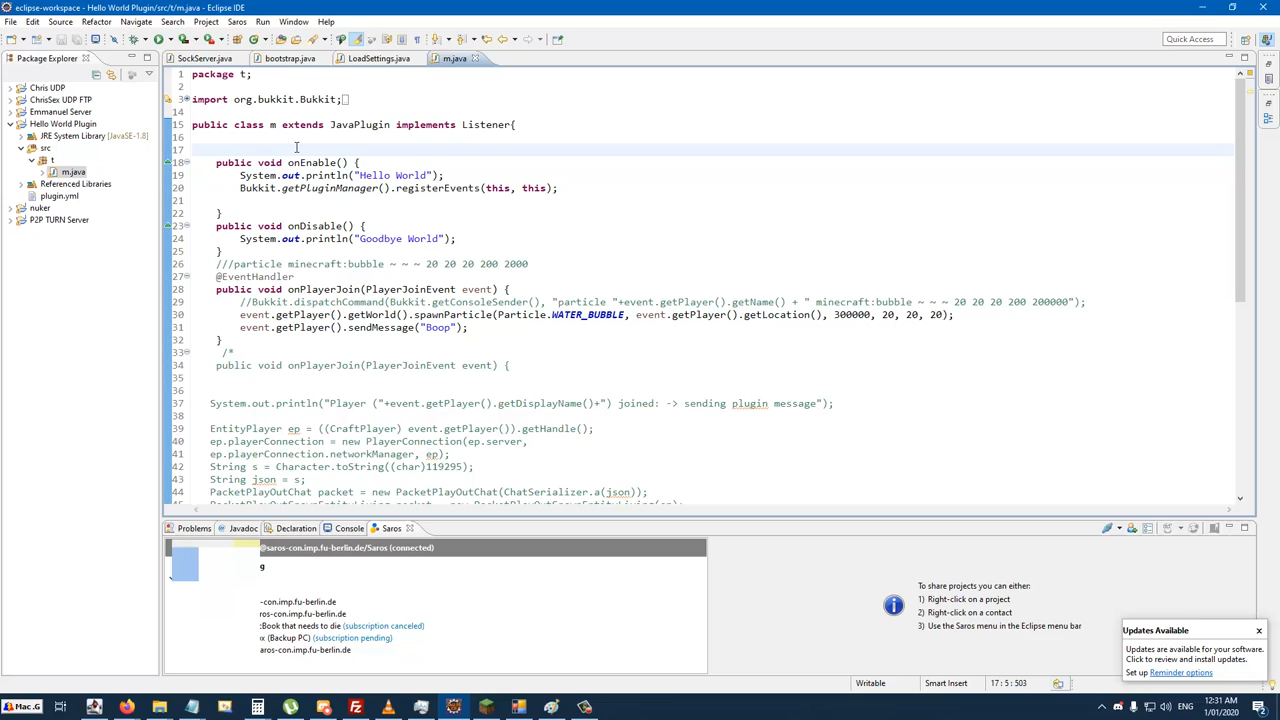 eclipse-workspace - Hello World Plugin/src/t/m.java - Eclipse IDE
File Edit Source Refactor Navigate Search Project Saros Run Window Help
Quick Access
Package Explorer
SockServer.java bootstrap.java LoadSettings.java m.java
Chris UDP
ChrisSex UDP FTP
Emmanuel Server
Hello World Plugin
JRE System Library [JavaSE-1.8]
src
t
m.java
Referenced Libraries
plugin.yml
nuker
P2P TURN Server
1 package t;
2
3 import org.bukkit.Bukkit;
14
15 public class m extends JavaPlugin implements Listener{
16
17
18 public void onEnable() {
19 System.out.println("Hello World");
20 Bukkit.getPluginManager().registerEvents(this, this);
21
22 }
23 public void onDisable() {
24 System.out.println("Goodbye World");
25 }
26 ///particle minecraft:bubble ~ ~ ~ 20 20 20 200 2000
27 @EventHandler
28 public void onPlayerJoin(PlayerJoinEvent event) {
29 //Bukkit.dispatchCommand(Bukkit.getConsoleSender(), "particle "+event.getPlayer().getName() + " minecraft:bubble ~ ~ ~ 20 20 20 200 200000");
30 event.getPlayer().getWorld().spawnParticle(Particle.WATER_BUBBLE, event.getPlayer().getLocation(), 300000, 20, 20, 20);
31 event.getPlayer().sendMessage("Boop");
32 }
33 /*
34 public void onPlayerJoin(PlayerJoinEvent event) {
35
36
37 System.out.println("Player ("+event.getPlayer().getDisplayName()+") joined: -> sending plugin message");
38
39 EntityPlayer ep = ((CraftPlayer) event.getPlayer()).getHandle();
40 ep.playerConnection = new PlayerConnection(ep.server,
41 ep.playerConnection.networkManager, ep);
42 String s = Character.toString((char)119295);
43 String json = s;
44 PacketPlayOutChat packet = new PacketPlayOutChat(ChatSerializer.a(json));
Problems Javadoc Declaration Console Saros
@saros-con.imp.fu-berlin.de/Saros (connected)
g
-con.imp.fu-berlin.de
ros-con.imp.fu-berlin.de
:Book that needs to die (subscription canceled)
ox (Backup PC) (subscription pending)
saros-con.imp.fu-berlin.de
To share projects you can either:
1) Right-click on a project
2) Right-click on a contact
3) Use the Saros menu in the Eclipse menu bar
Updates Available
Updates are available for your software.
Click to review and install updates.
Set up Reminder options
Writable Smart Insert 17 : 5 : 503
Mac.G
12:31 AM
1/01/2020